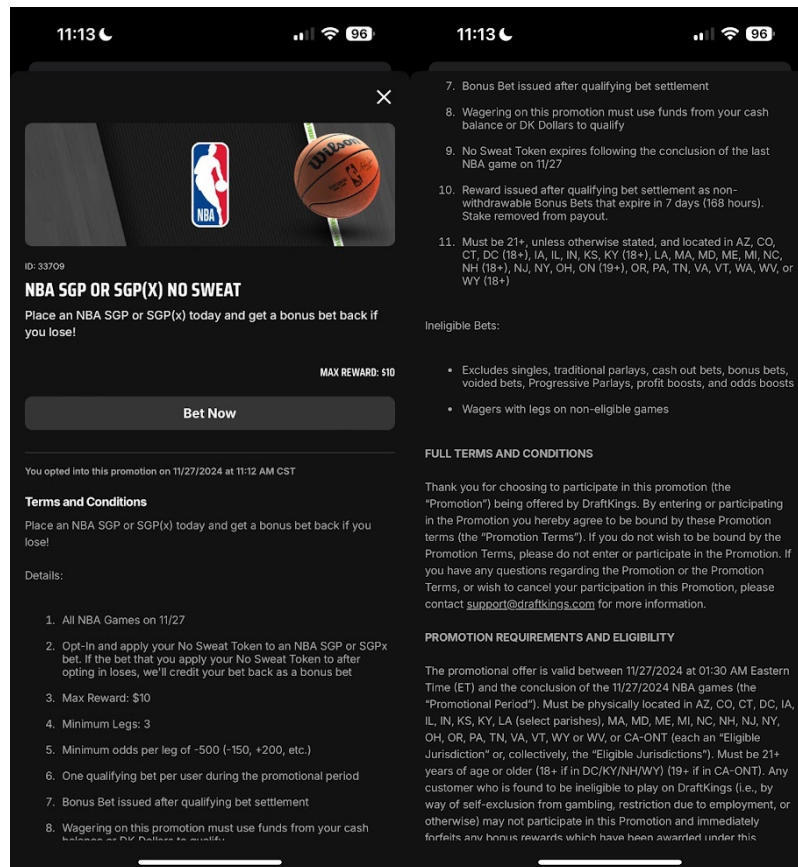 11:13
96
Wilson
NBA
ID: 33709
NBA SGP OR SGP(X) NO SWEAT
Place an NBA SGP or SGP(x) today and get a bonus bet back if
you lose!
MAX REWARD: $10
Bet Now
You opted into this promotion on 11/27/2024 at 11:12 AM CST
Terms and Conditions
Place an NBA SGP or SGP(x) today and get a bonus bet back if you
lose!
Details:
1. All NBA Games on 11/27
2. Opt-In and apply your No Sweat Token to an NBA SGP or SGPx
bet. If the bet that you apply your No Sweat Token to after
opting in loses, we'll credit your bet back as a bonus bet
3. Max Reward: $10
4. Minimum Legs: 3
5. Minimum odds per leg of -500 (-150, +200, etc.)
6. One qualifying bet per user during the promotional period
7. Bonus Bet issued after qualifying bet settlement
8. Wagering on this promotion must use funds from your cash
balance or DK Dollars to qualify
11:13
96
7. Bonus Bet issued after qualifying bet settlement
8. Wagering on this promotion must use funds from your cash
balance or DK Dollars to qualify
9. No Sweat Token expires following the conclusion of the last
NBA game on 11/27
10. Reward issued after qualifying bet settlement as non-
withdrawable Bonus Bets that expire in 7 days (168 hours).
Stake removed from payout.
11. Must be 21+, unless otherwise stated, and located in AZ, CO,
CT, DC (18+), IA, IL, IN, KS, KY (18+), LA, MA, MD, ME, MI, NC,
NH (18+), NJ, NY, OH, ON (19+), OR, PA, TN, VA, VT, WA, WV, or
WY (18+)
Ineligible Bets:
• Excludes singles, traditional parlays, cash out bets, bonus bets,
voided bets, Progressive Parlays, profit boosts, and odds boosts
• Wagers with legs on non-eligible games
FULL TERMS AND CONDITIONS
Thank you for choosing to participate in this promotion (the
“Promotion”) being offered by DraftKings. By entering or participating
in the Promotion you hereby agree to be bound by these Promotion
terms (the “Promotion Terms”). If you do not wish to be bound by the
Promotion Terms, please do not enter or participate in the Promotion. If
you have any questions regarding the Promotion or the Promotion
Terms, or wish to cancel your participation in this Promotion, please
contact support@draftkings.com for more information.
PROMOTION REQUIREMENTS AND ELIGIBILITY
The promotional offer is valid between 11/27/2024 at 01:30 AM Eastern
Time (ET) and the conclusion of the 11/27/2024 NBA games (the
“Promotional Period”). Must be physically located in AZ, CO, CT, DC, IA,
IL, IN, KS, KY, LA (select parishes), MA, MD, ME, MI, NC, NH, NJ, NY,
OH, OR, PA, TN, VA, VT, WY or WV, or CA-ONT (each an “Eligible
Jurisdiction” or, collectively, the “Eligible Jurisdictions”). Must be 21+
years of age or older (18+ if in DC/KY/NH/WY) (19+ if in CA-ONT). Any
customer who is found to be ineligible to play on DraftKings (i.e., by
way of self-exclusion from gambling, restriction due to employment, or
otherwise) may not participate in this Promotion and immediately
forfeits any bonus rewards which have been awarded under this